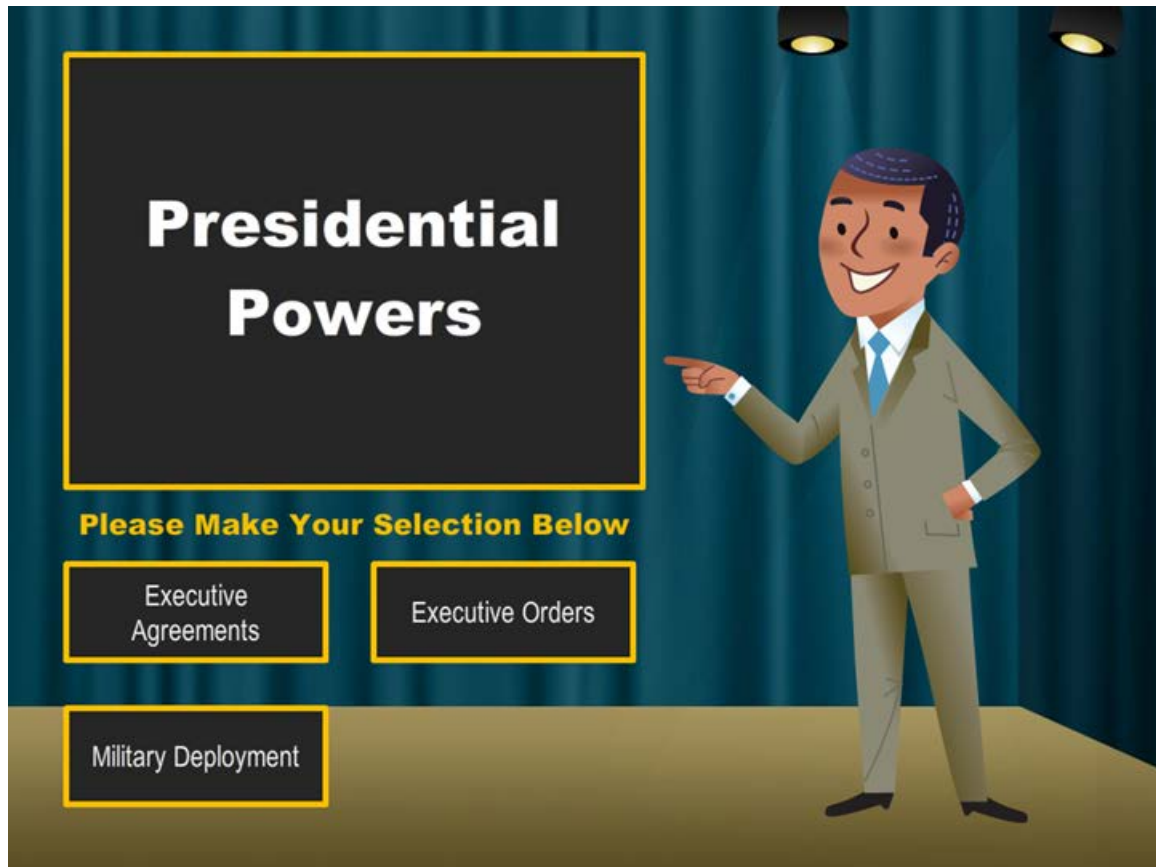 Presidential
Powers
Please Make Your Selection Below
Executive
Agreements
Executive Orders
Military Deployment